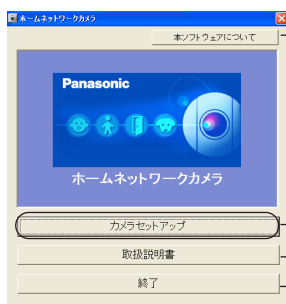 ホームネットワークカメラ
本ソフトウェアについて
Panasonic
ホームネットワークカメラ
カメラセットアップ
取扱説明書
終了